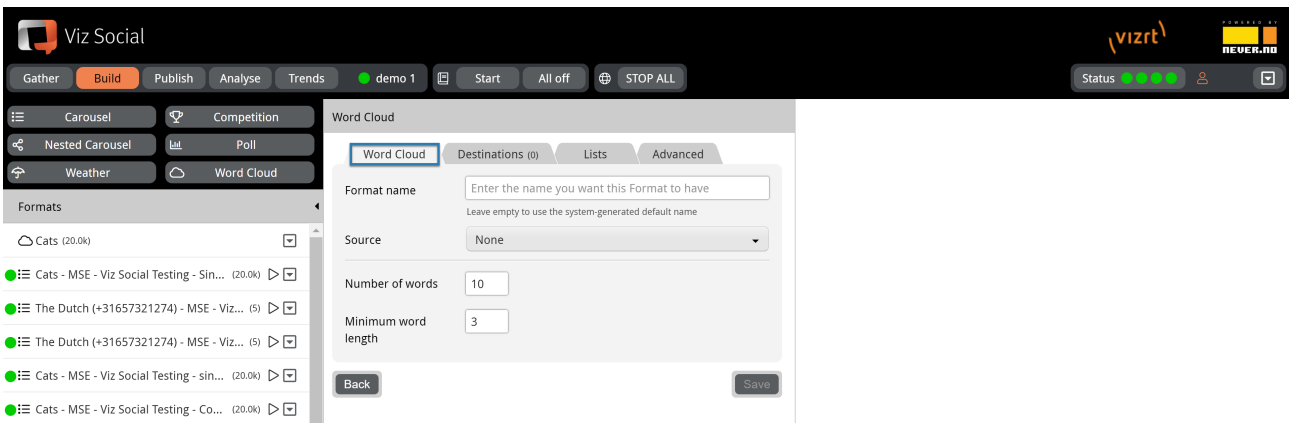 Viz Social
vizrt
POWERED BY
never.no
Gather Build Publish Analyse Trends demo 1 Start All off STOP ALL Status
Carousel Competition
Nested Carousel Poll
Weather Word Cloud
Formats
Cats (20.0k)
Cats - MSE - Viz Social Testing - Sin... (20.0k)
The Dutch (+31657321274) - MSE - Viz... (5)
The Dutch (+31657321274) - MSE - Viz... (5)
Cats - MSE - Viz Social Testing - sin... (20.0k)
Cats - MSE - Viz Social Testing - Co... (20.0k)
Word Cloud
Word Cloud Destinations (0) Lists Advanced
Format name Enter the name you want this Format to have
Leave empty to use the system-generated default name
Source None
Number of words 10
Minimum word length 3
Back Save